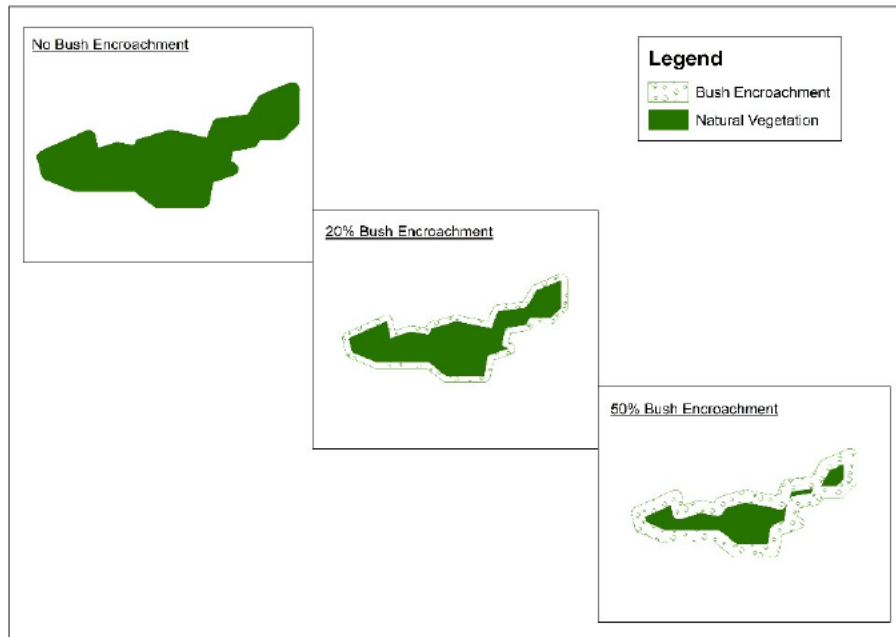 No Bush Encroachment
Legend
Bush Encroachment
Natural Vegetation
20% Bush Encroachment
50% Bush Encroachment